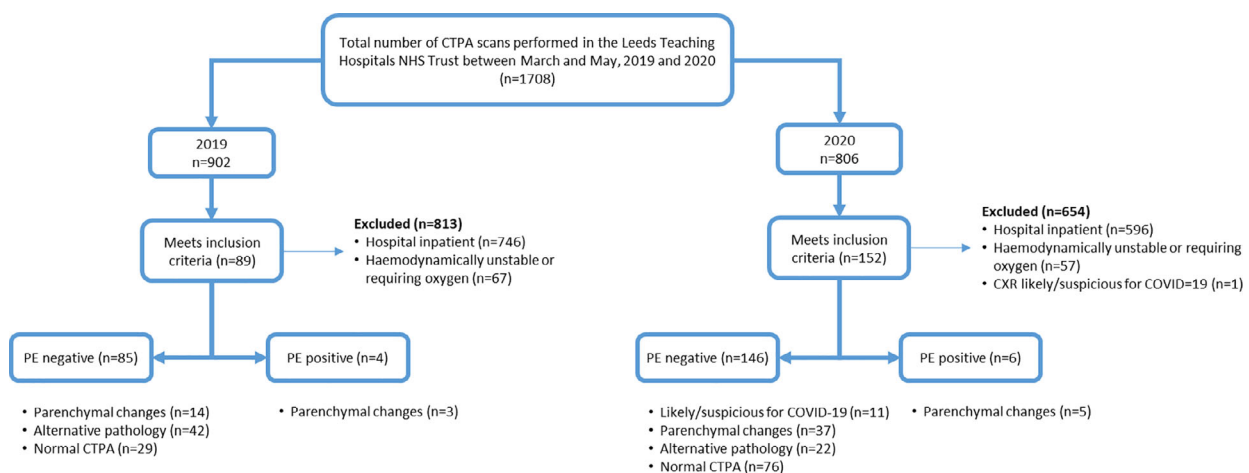 Total number of CTPA scans performed in the Leeds Teaching
Hospitals NHS Trust between March and May, 2019 and 2020
(n=1708)
2019
n=902
2020
n=806
Meets inclusion
criteria (n=89)
Excluded (n=813)
• Hospital inpatient (n=746)
• Haemodynamically unstable or
requiring oxygen (n=67)
Meets inclusion
criteria (n=152)
Excluded (n=654)
• Hospital inpatient (n=596)
• Haemodynamically unstable or requiring
oxygen (n=57)
• CXR likely/suspicious for COVID=19 (n=1)
PE negative (n=85)
PE positive (n=4)
PE negative (n=146)
PE positive (n=6)
• Parenchymal changes (n=14)
• Alternative pathology (n=42)
• Normal CTPA (n=29)
• Parenchymal changes (n=3)
• Likely/suspicious for COVID-19 (n=11)
• Parenchymal changes (n=37)
• Alternative pathology (n=22)
• Normal CTPA (n=76)
• Parenchymal changes (n=5)